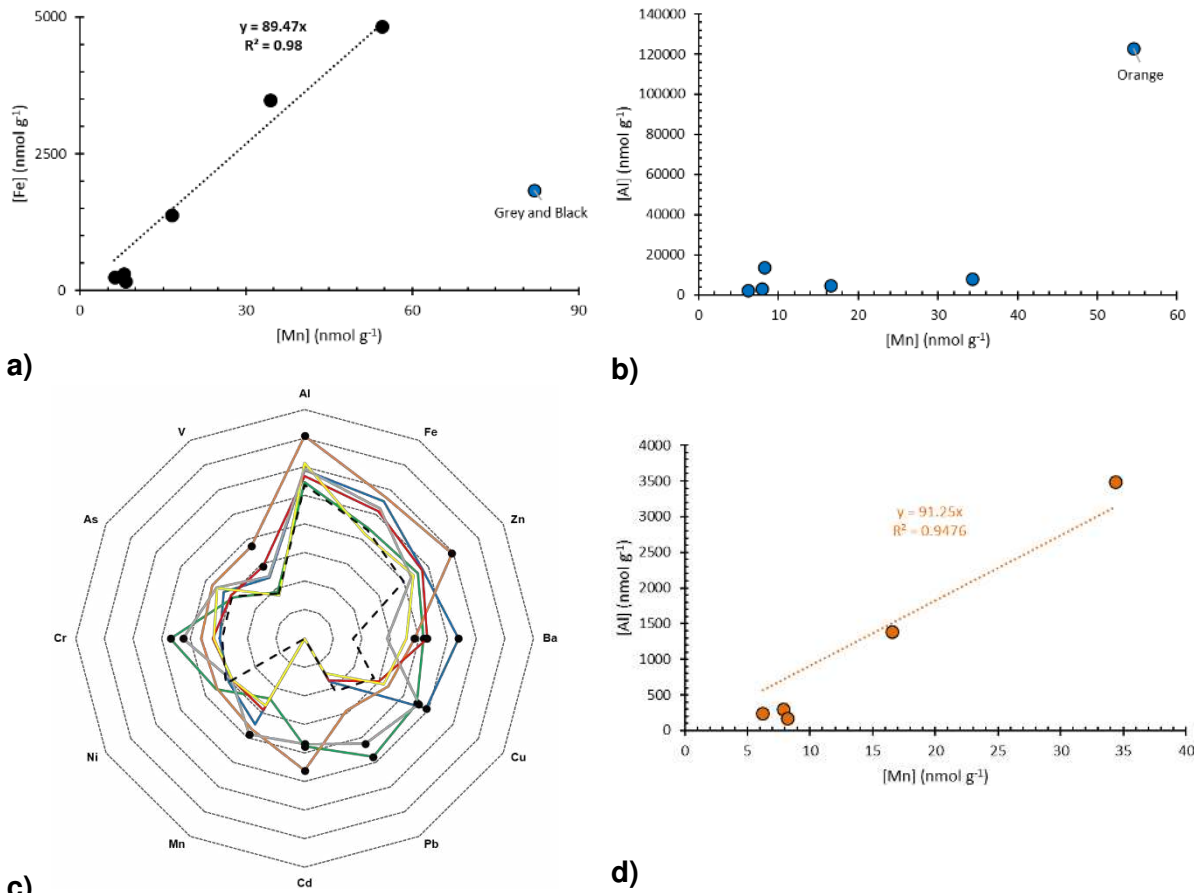 5000
2500
0
0
30
60
90
[Fe] (nmol g⁻¹)
[Mn] (nmol g⁻¹)
y = 89.47x
R² = 0.98
Grey and Black
a)
140000
120000
100000
80000
60000
40000
20000
0
0
10
20
30
40
50
60
[Al] (nmol g⁻¹)
[Mn] (nmol g⁻¹)
Orange
b)
Al
Fe
Zn
Ba
Cu
Pb
Cd
Mn
Ni
Cr
As
V
c)
4000
3500
3000
2500
2000
1500
1000
500
0
0
5
10
15
20
25
30
35
40
[Al] (nmol g⁻¹)
[Mn] (nmol g⁻¹)
y = 91.25x
R² = 0.9476
d)